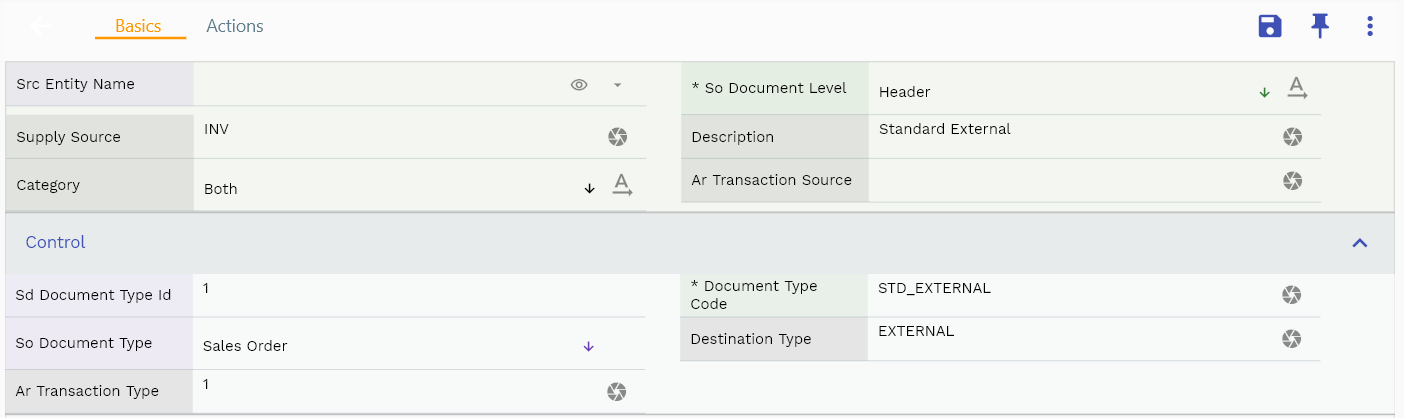 Basics Actions
Src Entity Name
* So Document Level Header
Supply Source INV
Description Standard External
Category Both
Ar Transaction Source
Control
Sd Document Type Id 1
* Document Type
Code STD_EXTERNAL
So Document Type Sales Order
Destination Type EXTERNAL
Ar Transaction Type 1